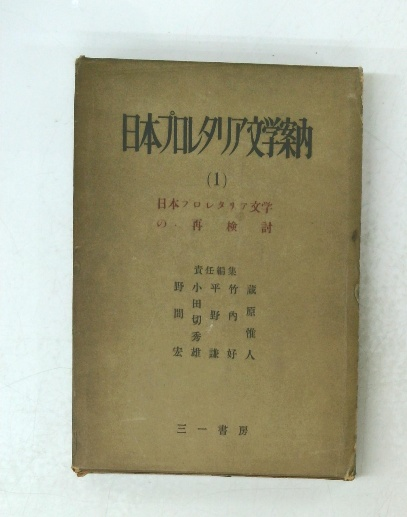 日本プロレタリア文学案内
(1)
日本プロレタリア文学
の再検討
責任編集
蔵原惟人
竹内好
平野謙
小田切秀雄
野間宏
三一書房